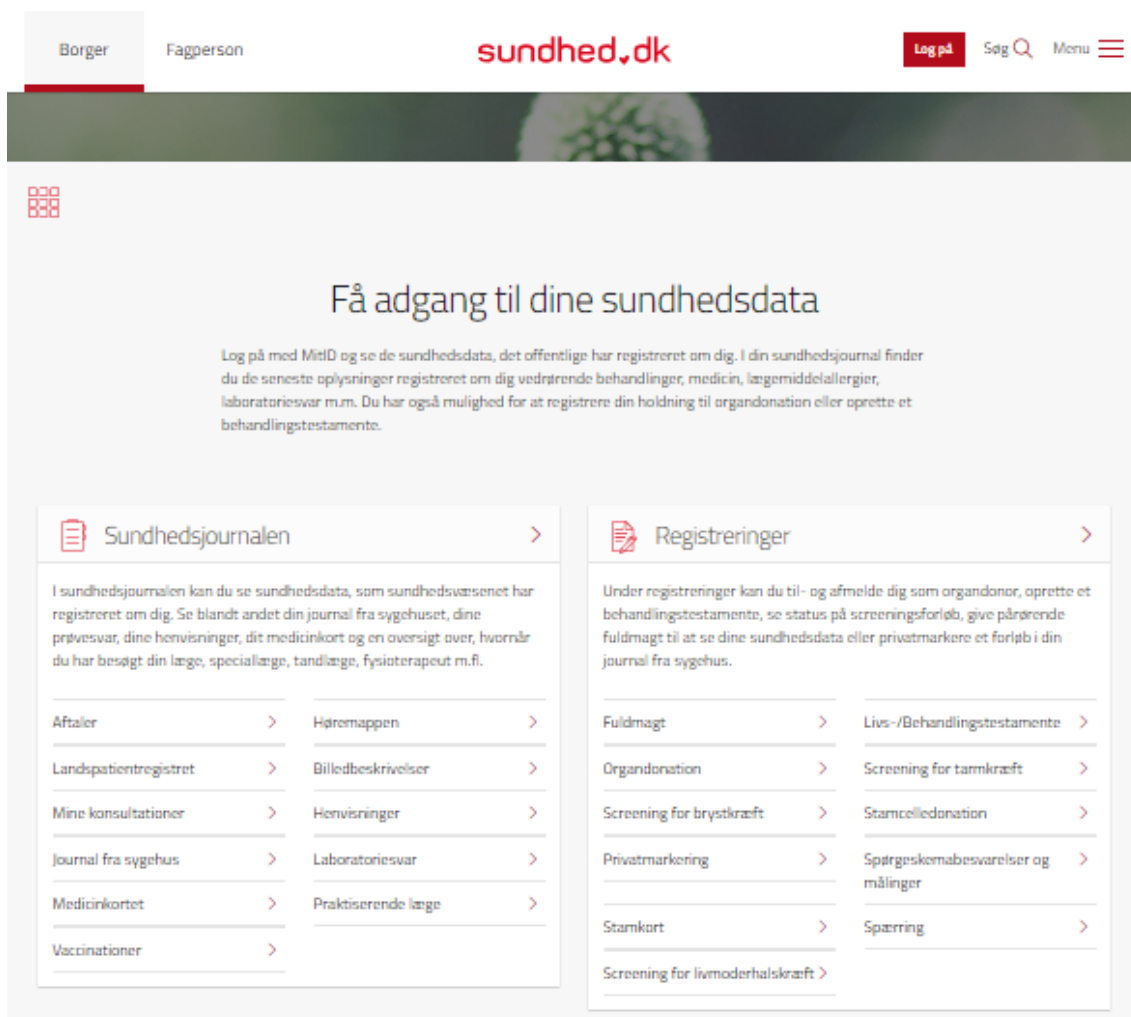 Borger
Fagperson
sundhed.dk
Log på
Søg
Menu
Få adgang til dine sundhedsdata
Log på med MitID og se de sundhedsdata, det offentlige har registreret om dig. I din sundhedsjournal finder
du de seneste oplysninger registreret om dig vedrørende behandlinger, medicin, lægemiddelallergier,
laboratoriesvar m.m. Du har også mulighed for at registrere din holdning til organdonation eller oprette et
behandlingstestamente.
Sundhedsjournalen
I sundhedsjournalen kan du se sundhedsdata, som sundhedsvæsenet har
registreret om dig. Se blandt andet din journal fra sygehuset, dine
prøvesvar, dine henvisninger, dit medicinkort og en oversigt over, hvornår
du har besøgt din læge, speciallæge, tandlæge, fysioterapeut m.fl.
Aftaler
Høremappen
Landspatientregistret
Billedbeskrivelser
Mine konsultationer
Henvisninger
Journal fra sygehus
Laboratoriesvar
Medicinkortet
Praktiserende læge
Vaccinationer
Registreringer
Under registreringer kan du til- og afmelde dig som organdonor, oprette et
behandlingstestamente, se status på screeningsforløb, give pårørende
fuldmagt til at se dine sundhedsdata eller privatmarkere et forløb i din
journal fra sygehus.
Fuldmagt
Livs-/Behandlingstestamente
Organdonation
Screening for tarmkræft
Screening for brystkræft
Stamcelledonation
Privatmarkering
Spørgeskemabesvarelser og
målinger
Stamkort
Spærring
Screening for livmoderhalskræft